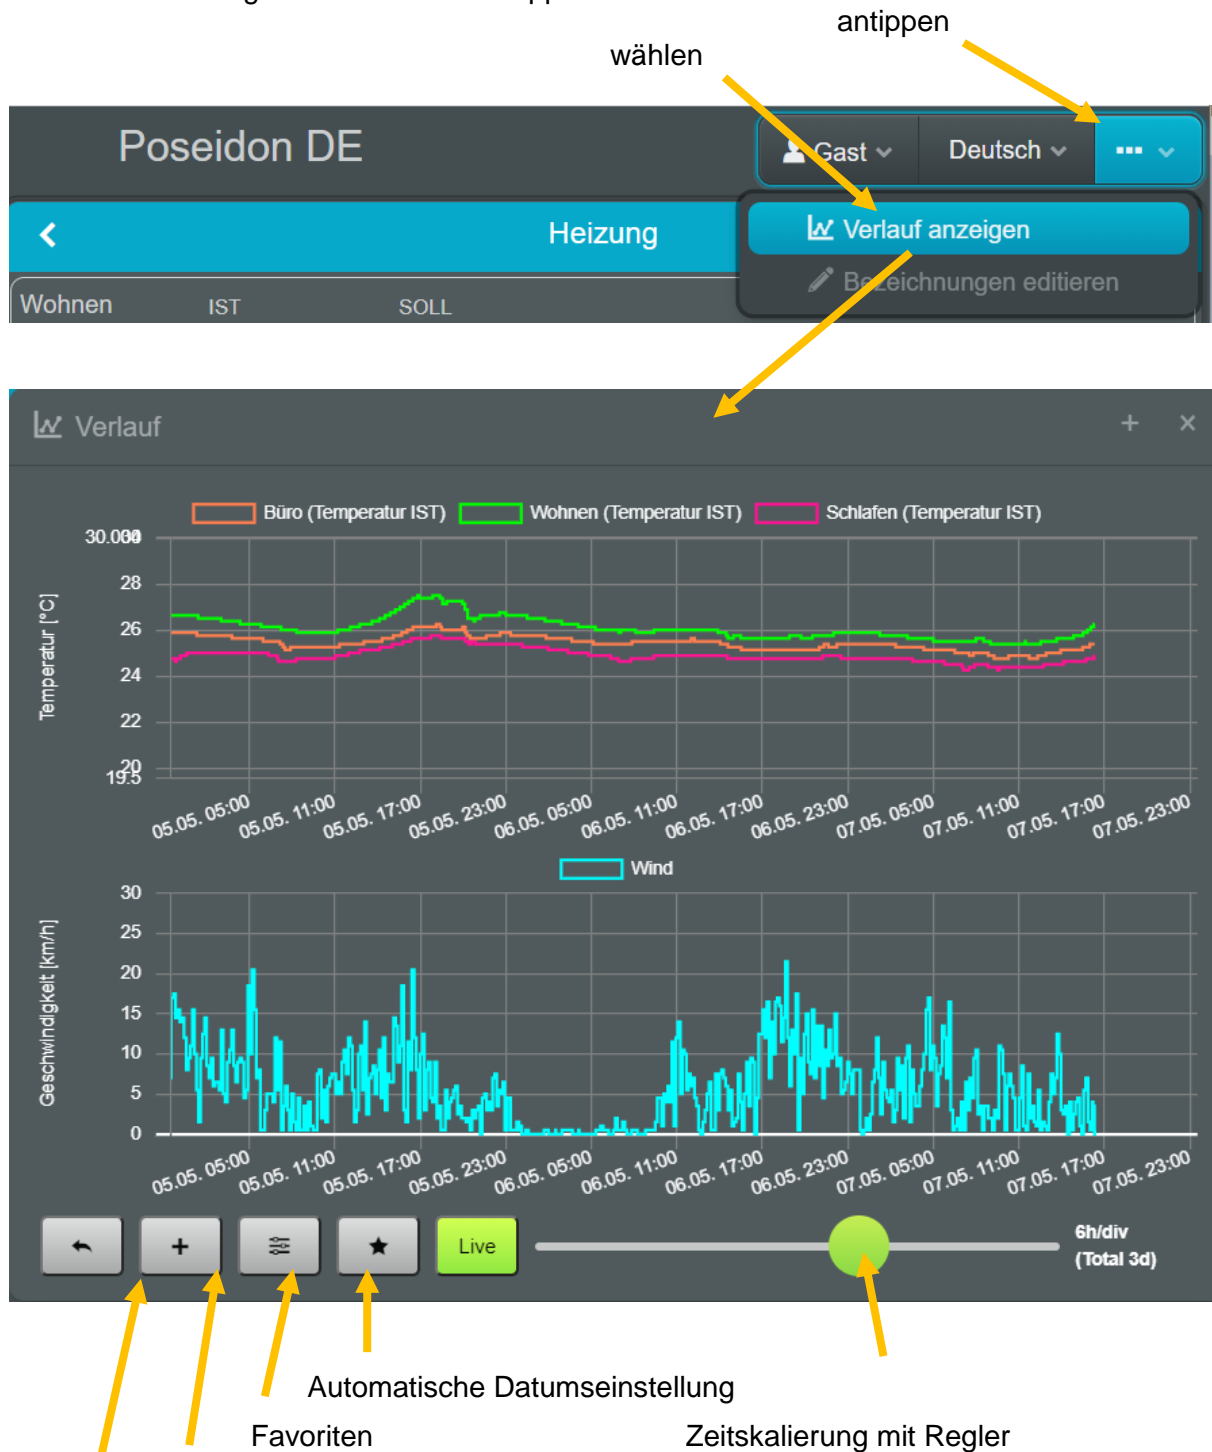 antippen
wählen
Poseidon DE
Gast
Deutsch
Heizung
Verlauf anzeigen
Bezeichnungen editieren
Wohnen IST SOLL
Verlauf
Büro (Temperatur IST) Wohnen (Temperatur IST) Schlafen (Temperatur IST)
Temperatur [°C]
28
26
24
22
20
19.5
05.05. 05:00 05.05. 11:00 05.05. 17:00 05.05. 23:00 06.05. 05:00 06.05. 11:00 06.05. 17:00 06.05. 23:00 07.05. 05:00 07.05. 11:00 07.05. 17:00 07.05. 23:00
Wind
Geschwindigkeit [km/h]
30
25
20
15
10
5
0
05.05. 05:00 05.05. 11:00 05.05. 17:00 05.05. 23:00 06.05. 05:00 06.05. 11:00 06.05. 17:00 06.05. 23:00 07.05. 05:00 07.05. 11:00 07.05. 17:00 07.05. 23:00
Live
6h/div
(Total 3d)
Automatische Datumseinstellung
Favoriten
Zeitskalierung mit Regler